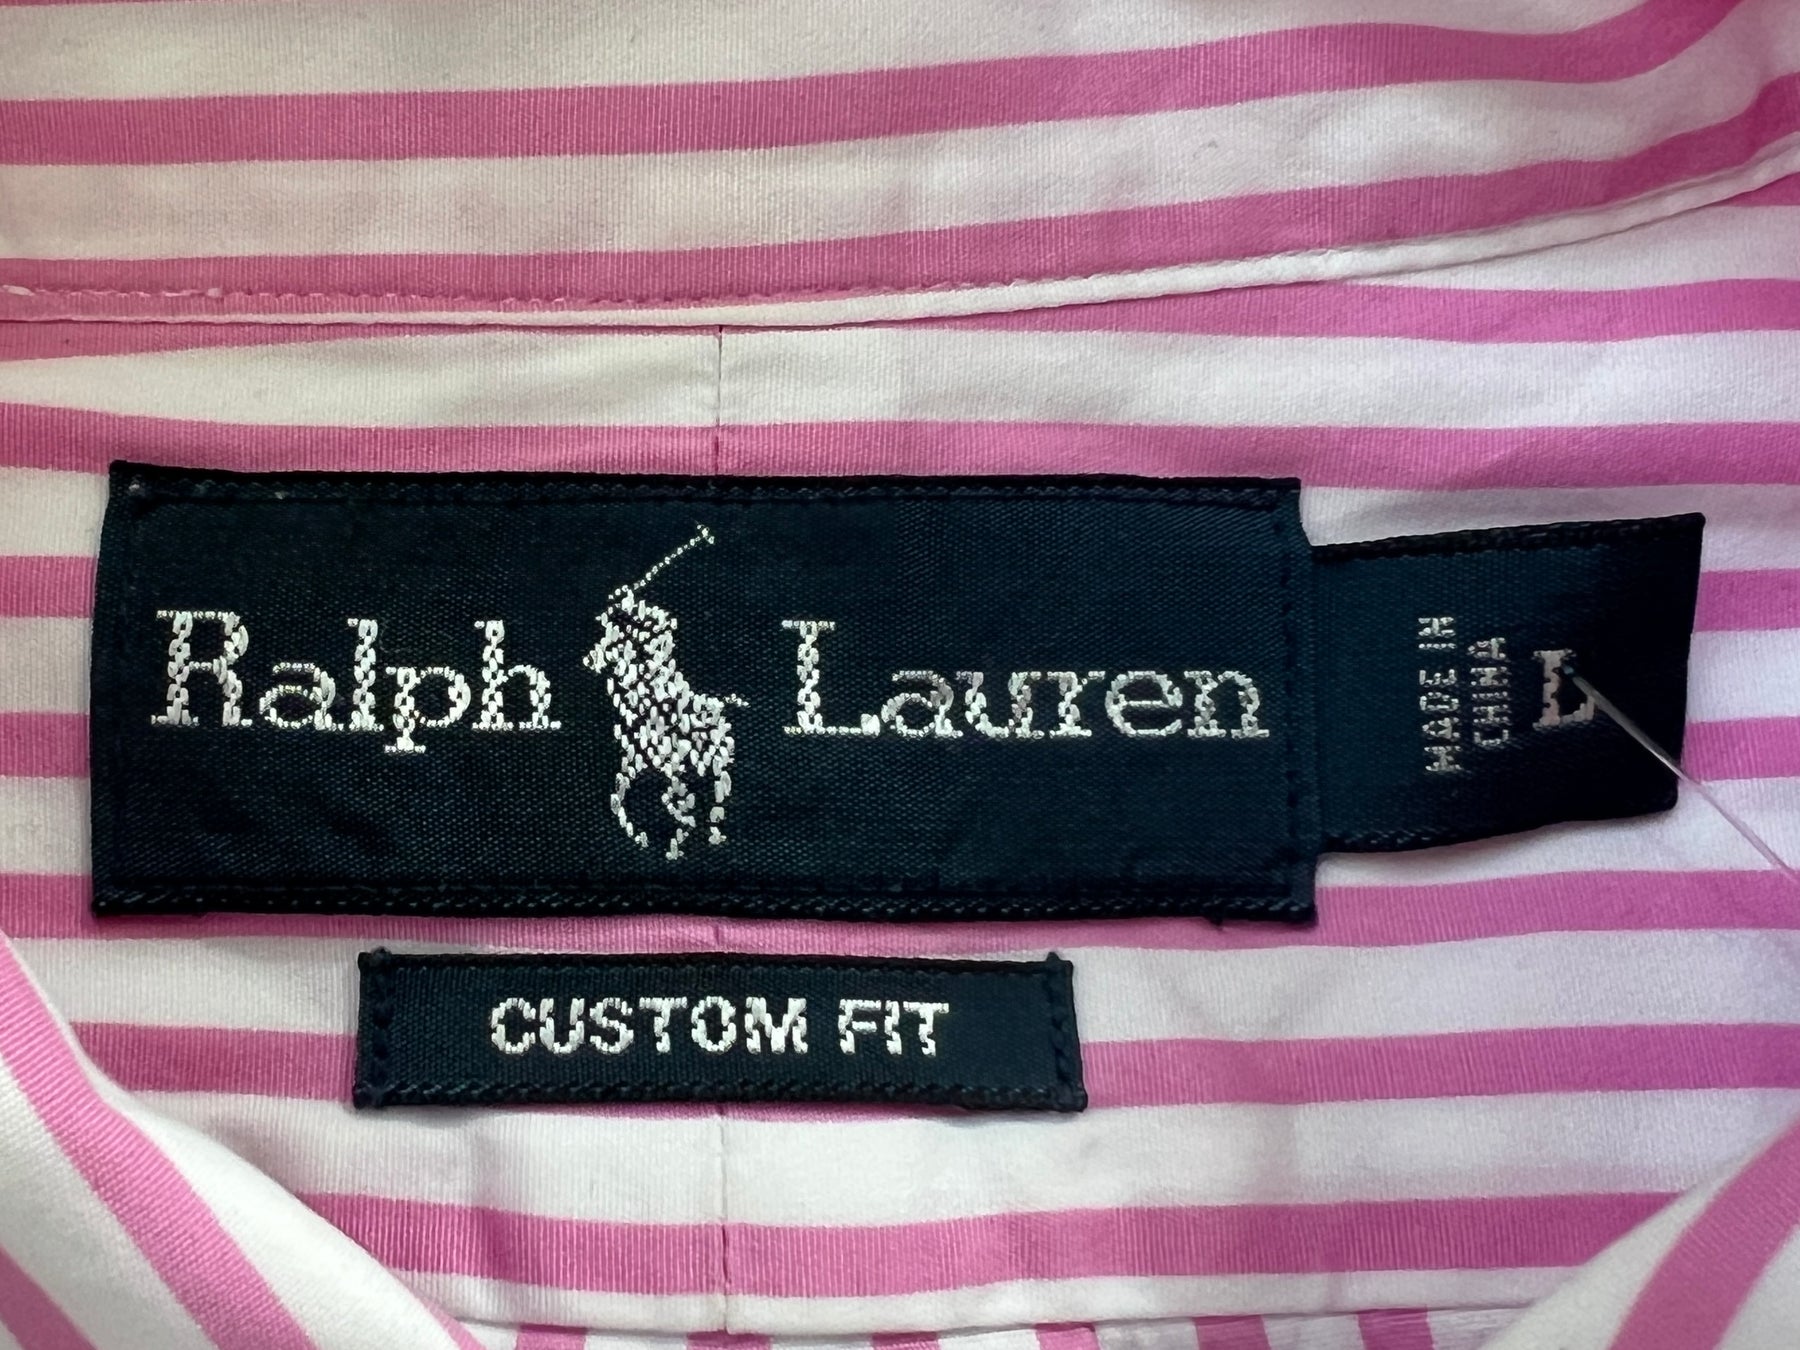 Ralph Lauren
MADE IN
CHINA
L
CUSTOM FIT